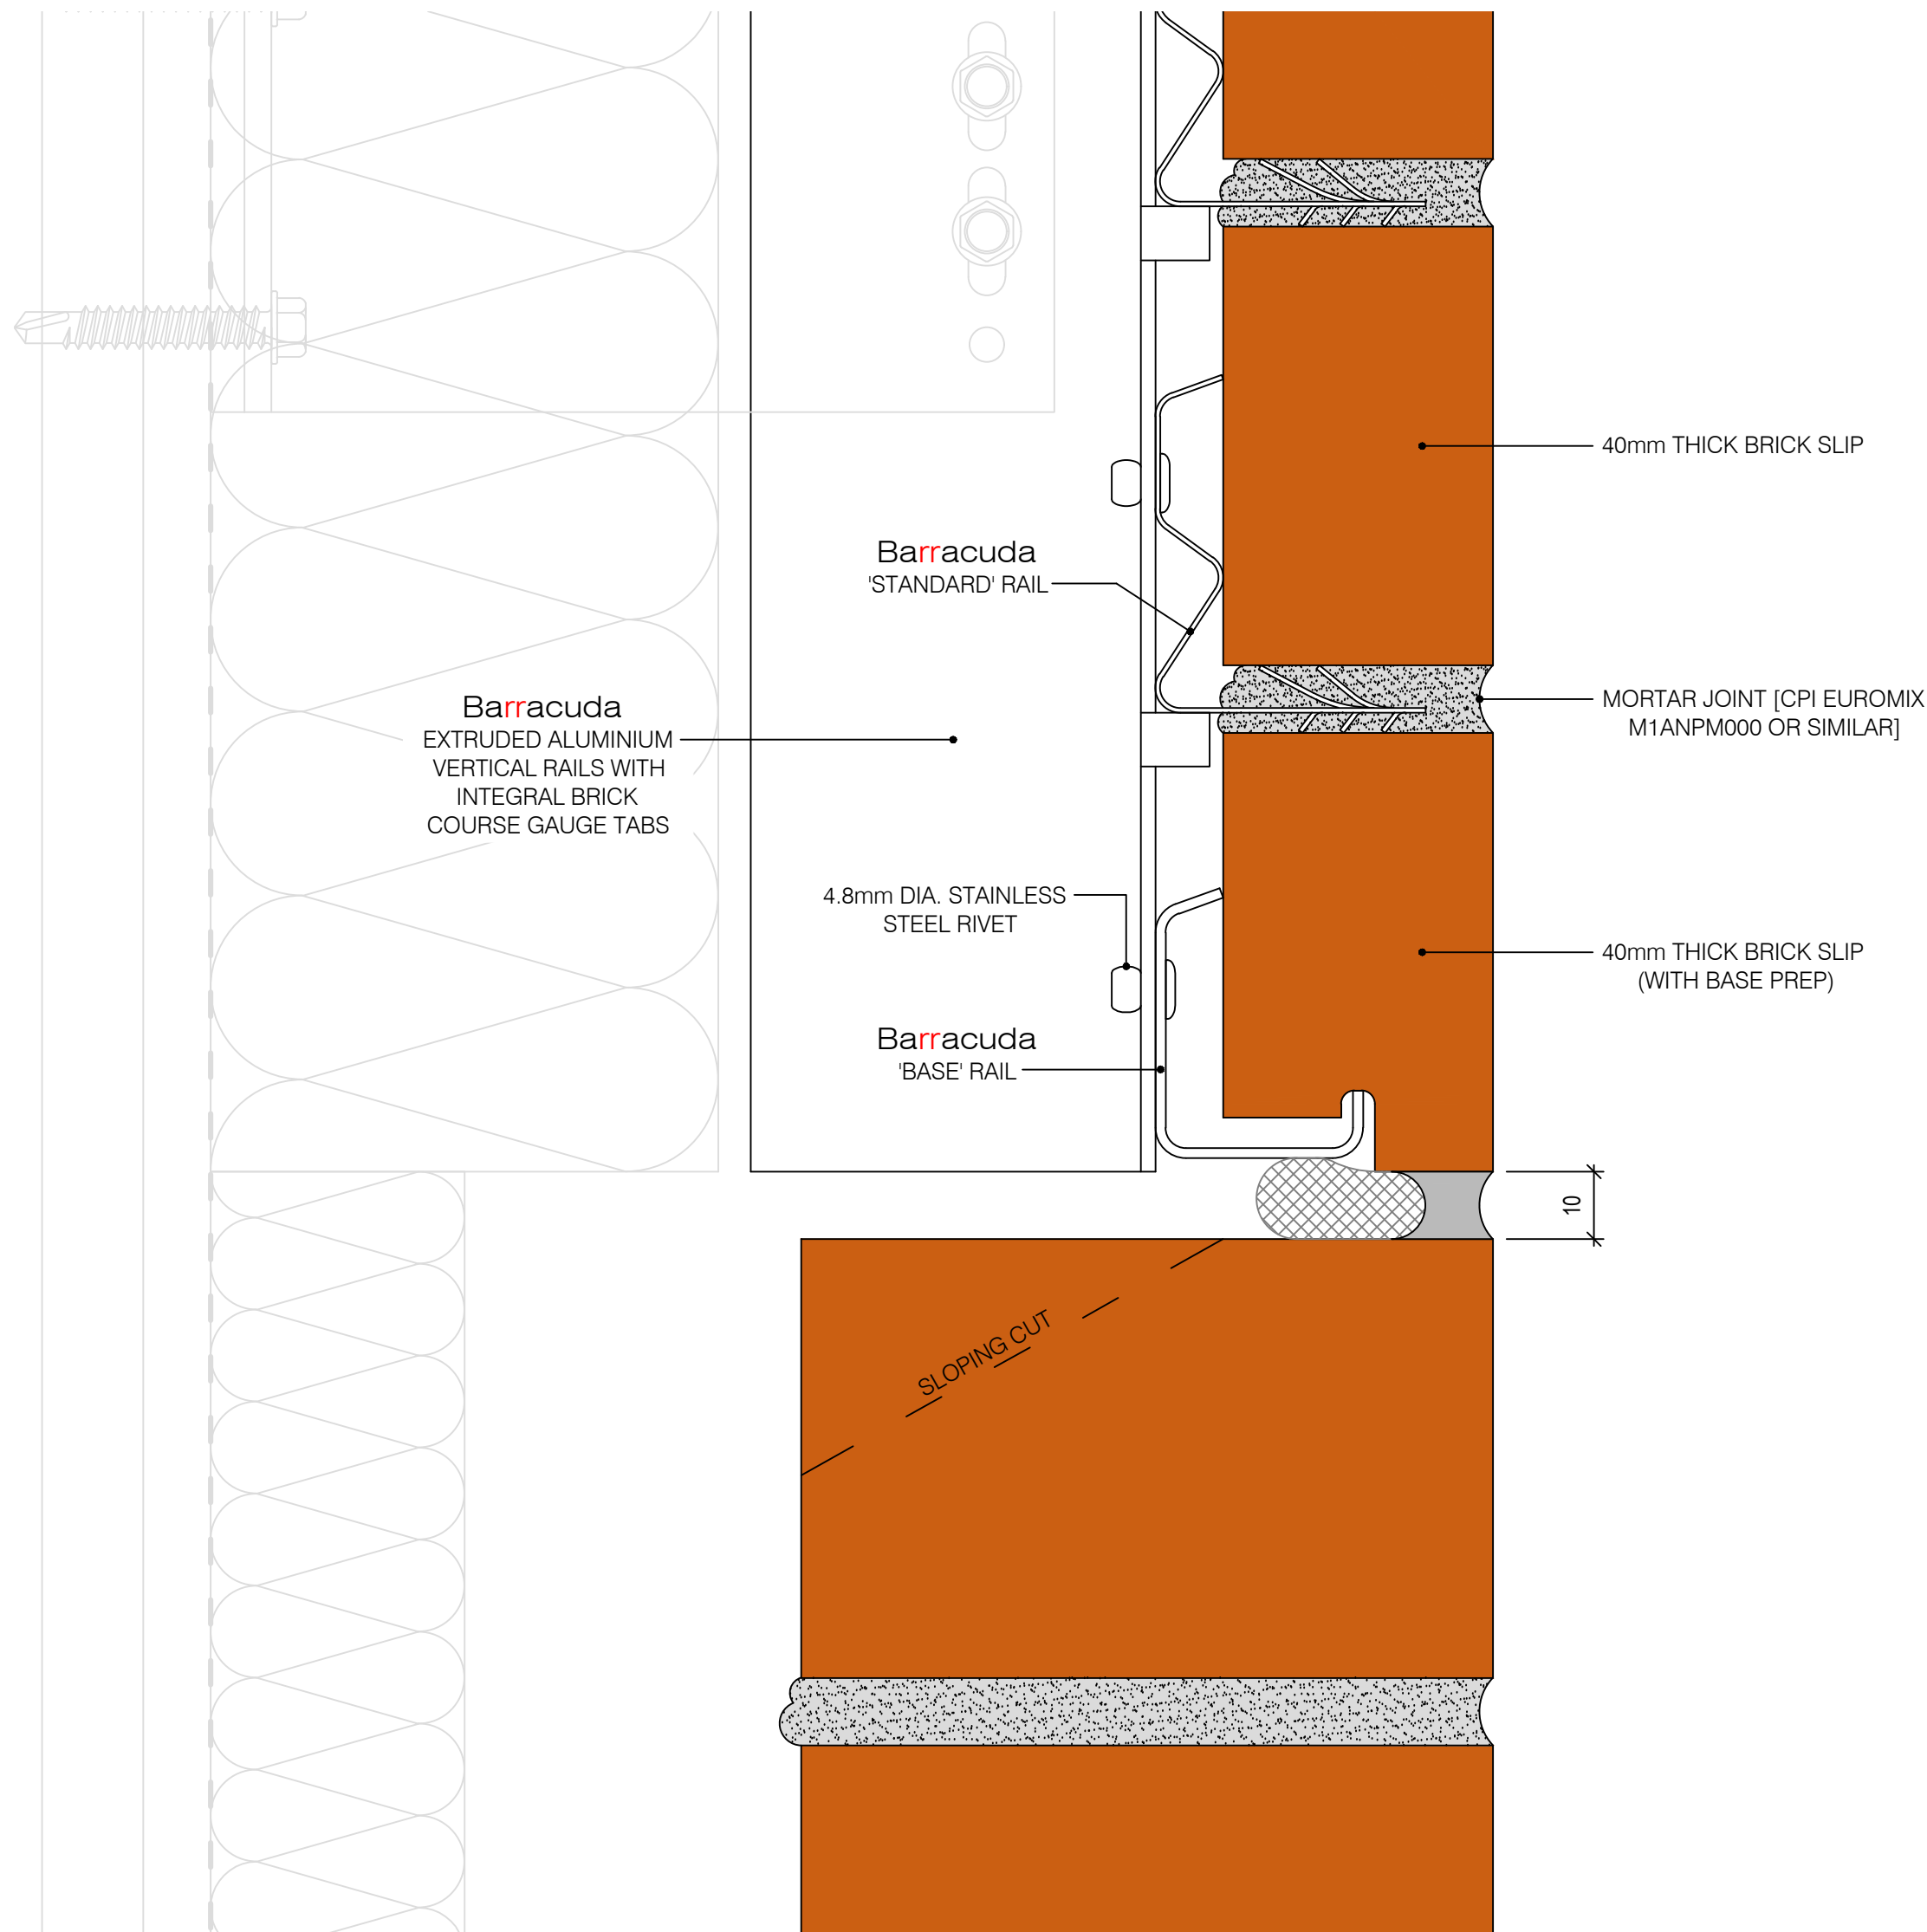 40mm THICK BRICK SLIP
Barracuda
'STANDARD' RAIL
Barracuda
EXTRUDED ALUMINIUM
VERTICAL RAILS WITH
INTEGRAL BRICK
COURSE GAUGE TABS
MORTAR JOINT [CPI EUROMIX
M1ANPM000 OR SIMILAR]
4.8mm DIA. STAINLESS
STEEL RIVET
40mm THICK BRICK SLIP
(WITH BASE PREP)
Barracuda
'BASE' RAIL
10
SLOPING CUT